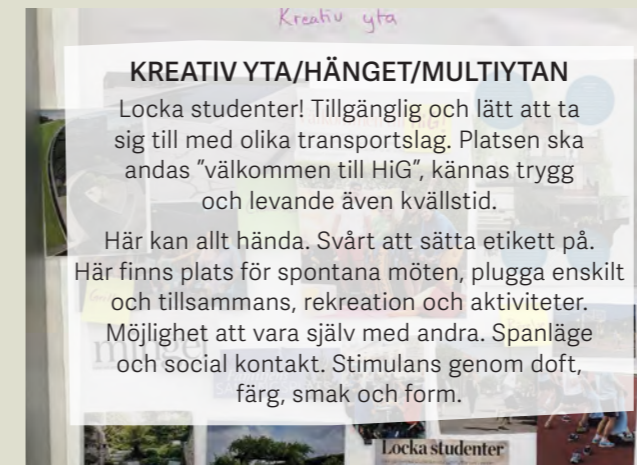 Kreativ yta
KREATIV YTA/HÄNGET/MULTIYTAN
Locka studenter! Tillgänglig och lätt att ta
sig till med olika transportslag. Platsen ska
andas ”välkommen till HiG”, kännas trygg
och levande även kvällstid.
Här kan allt hända. Svårt att sätta etikett på.
Här finns plats för spontana möten, plugga enskilt
och tillsammans, rekreation och aktiviteter.
Möjlighet att vara själv med andra. Spanläge
och social kontakt. Stimulans genom doft,
färg, smak och form.
mingel
Locka studenter